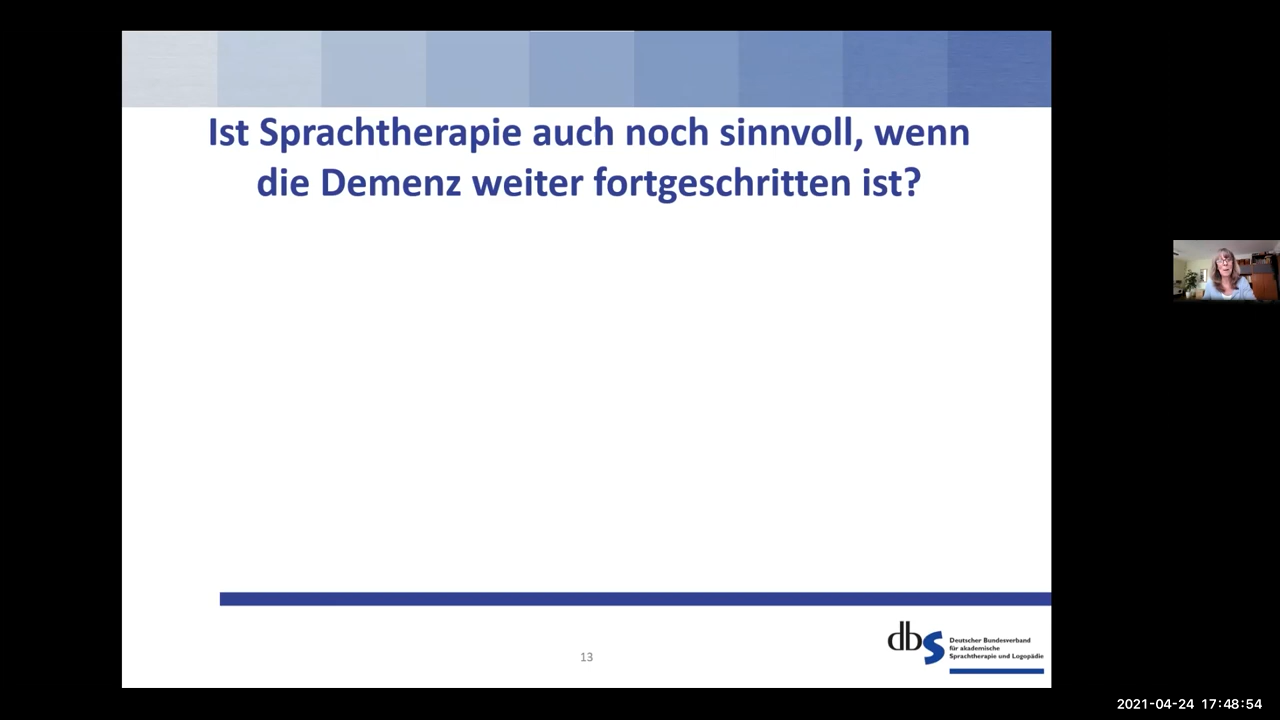 Ist Sprachtherapie auch noch sinnvoll, wenn
die Demenz weiter fortgeschritten ist?
13
dbs
Deutscher Bundesverband
für akademische
Sprachtherapie und Logopädie
2021-04-24 17:48:54